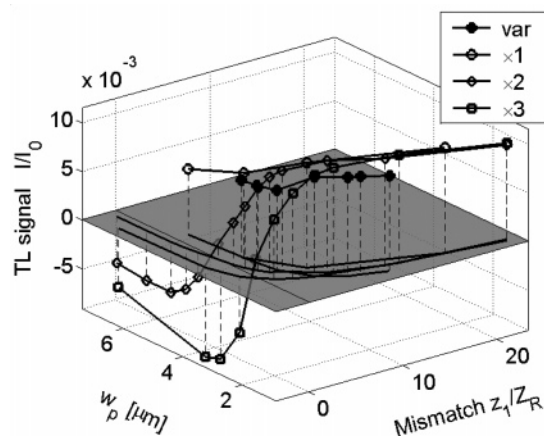 var
×1
×2
×3
x 10⁻³
10
5
0
-5
TL signal I/I₀
6
4
2
wₚ [μm]
0
10
20
Mismatch z₁/Z_R